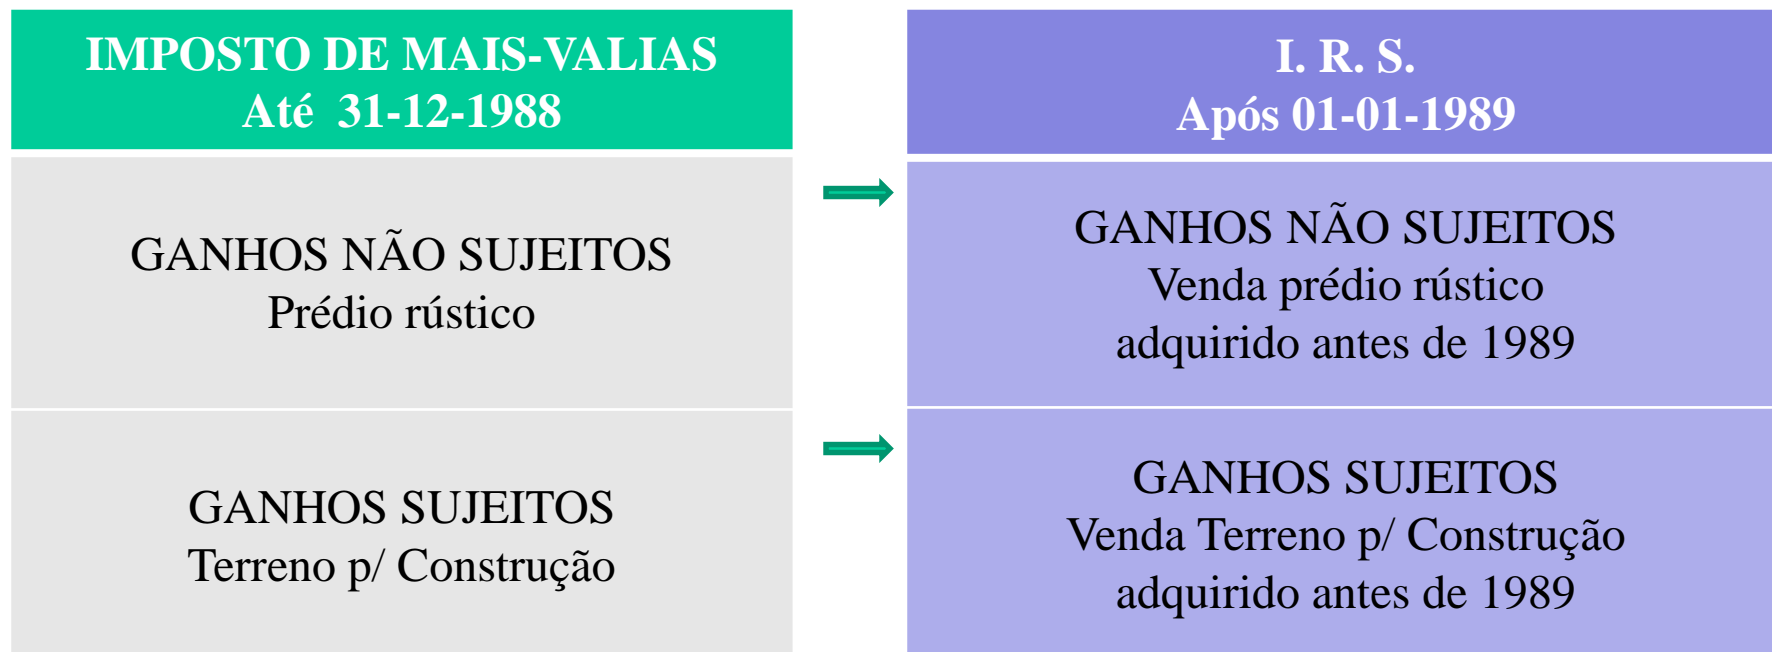 IMPOSTO DE MAIS-VALIAS
Até 31-12-1988
I. R. S.
Após 01-01-1989
GANHOS NÃO SUJEITOS
Prédio rústico
GANHOS NÃO SUJEITOS
Venda prédio rústico
adquirido antes de 1989
GANHOS SUJEITOS
Terreno p/ Construção
GANHOS SUJEITOS
Venda Terreno p/ Construção
adquirido antes de 1989